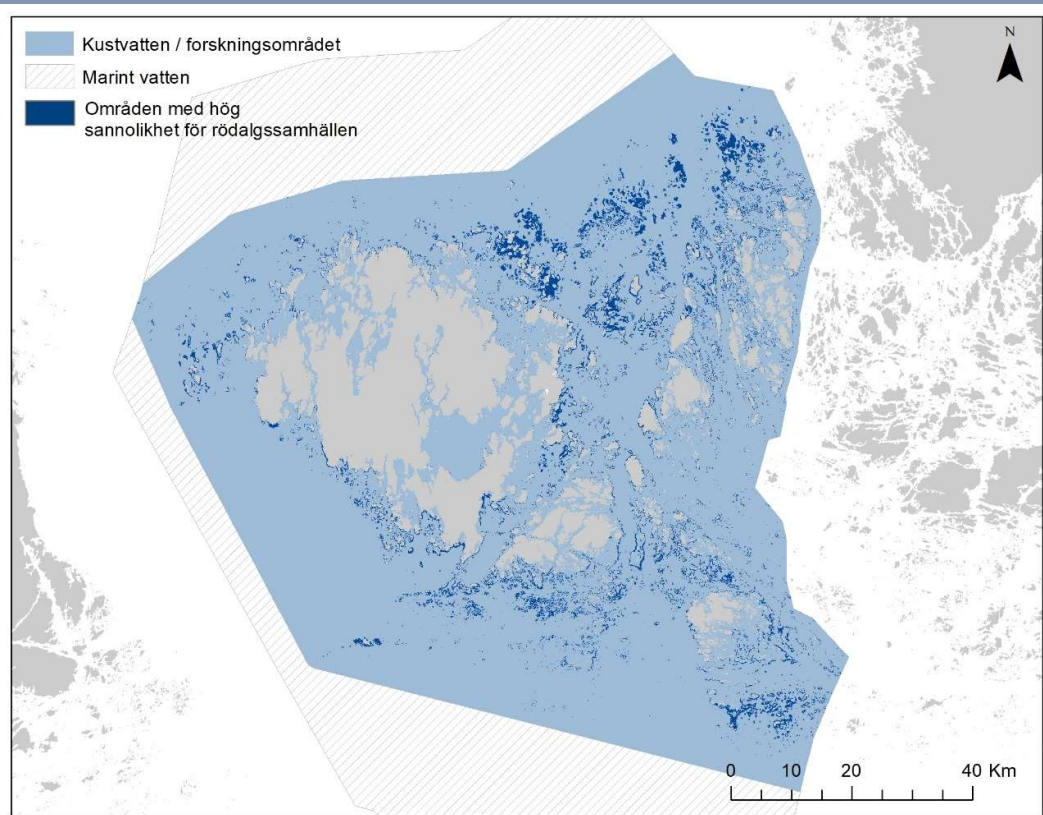 Kustvatten / forskningsområdet
Marint vatten
Områden med hög
sannolikhet för rödalgssamhällen
N
0 10 20 40 Km